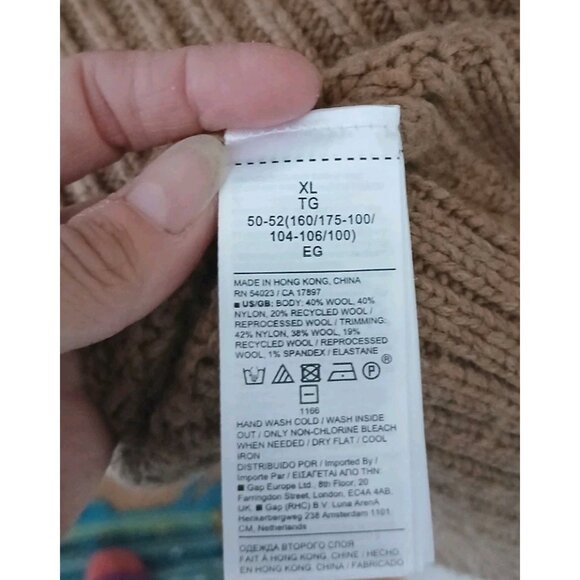 XL
TG
50-52(160/175-100/
104-106/100)
EG
MADE IN HONG KONG, CHINA
RN 54023 / CA 17897
■ US/GB: BODY: 40% WOOL, 40%
NYLON, 20% RECYCLED WOOL /
REPROCESSED WOOL / TRIMMING:
42% NYLON, 38% WOOL, 19%
RECYCLED WOOL / REPROCESSED
WOOL, 1% SPANDEX / ELASTANE
P ®
1166
HAND WASH COLD / WASH INSIDE
OUT / ONLY NON-CHLORINE BLEACH
WHEN NEEDED / DRY FLAT / COOL
IRON
DISTRIBUIDO POR / Imported By /
Importe Par / ΕΙΣΑΓΕΤΑΙ ΑΠΟ ΤΗΝ:
■ Gap Europe Ltd., 8th Floor, 20
Farringdon Street, London, EC4A 4AB,
UK. ■ Gap (RHC) B.V. Luna ArenA
Herikerbergweg 238 Amsterdam 1101
CM, Netherlands
ОДЕЖДА ВТОРОГО СЛОЯ
FAIT À HONG KONG, CHINE / HECHO
EN HONG KONG, CHINA / FABRICADO